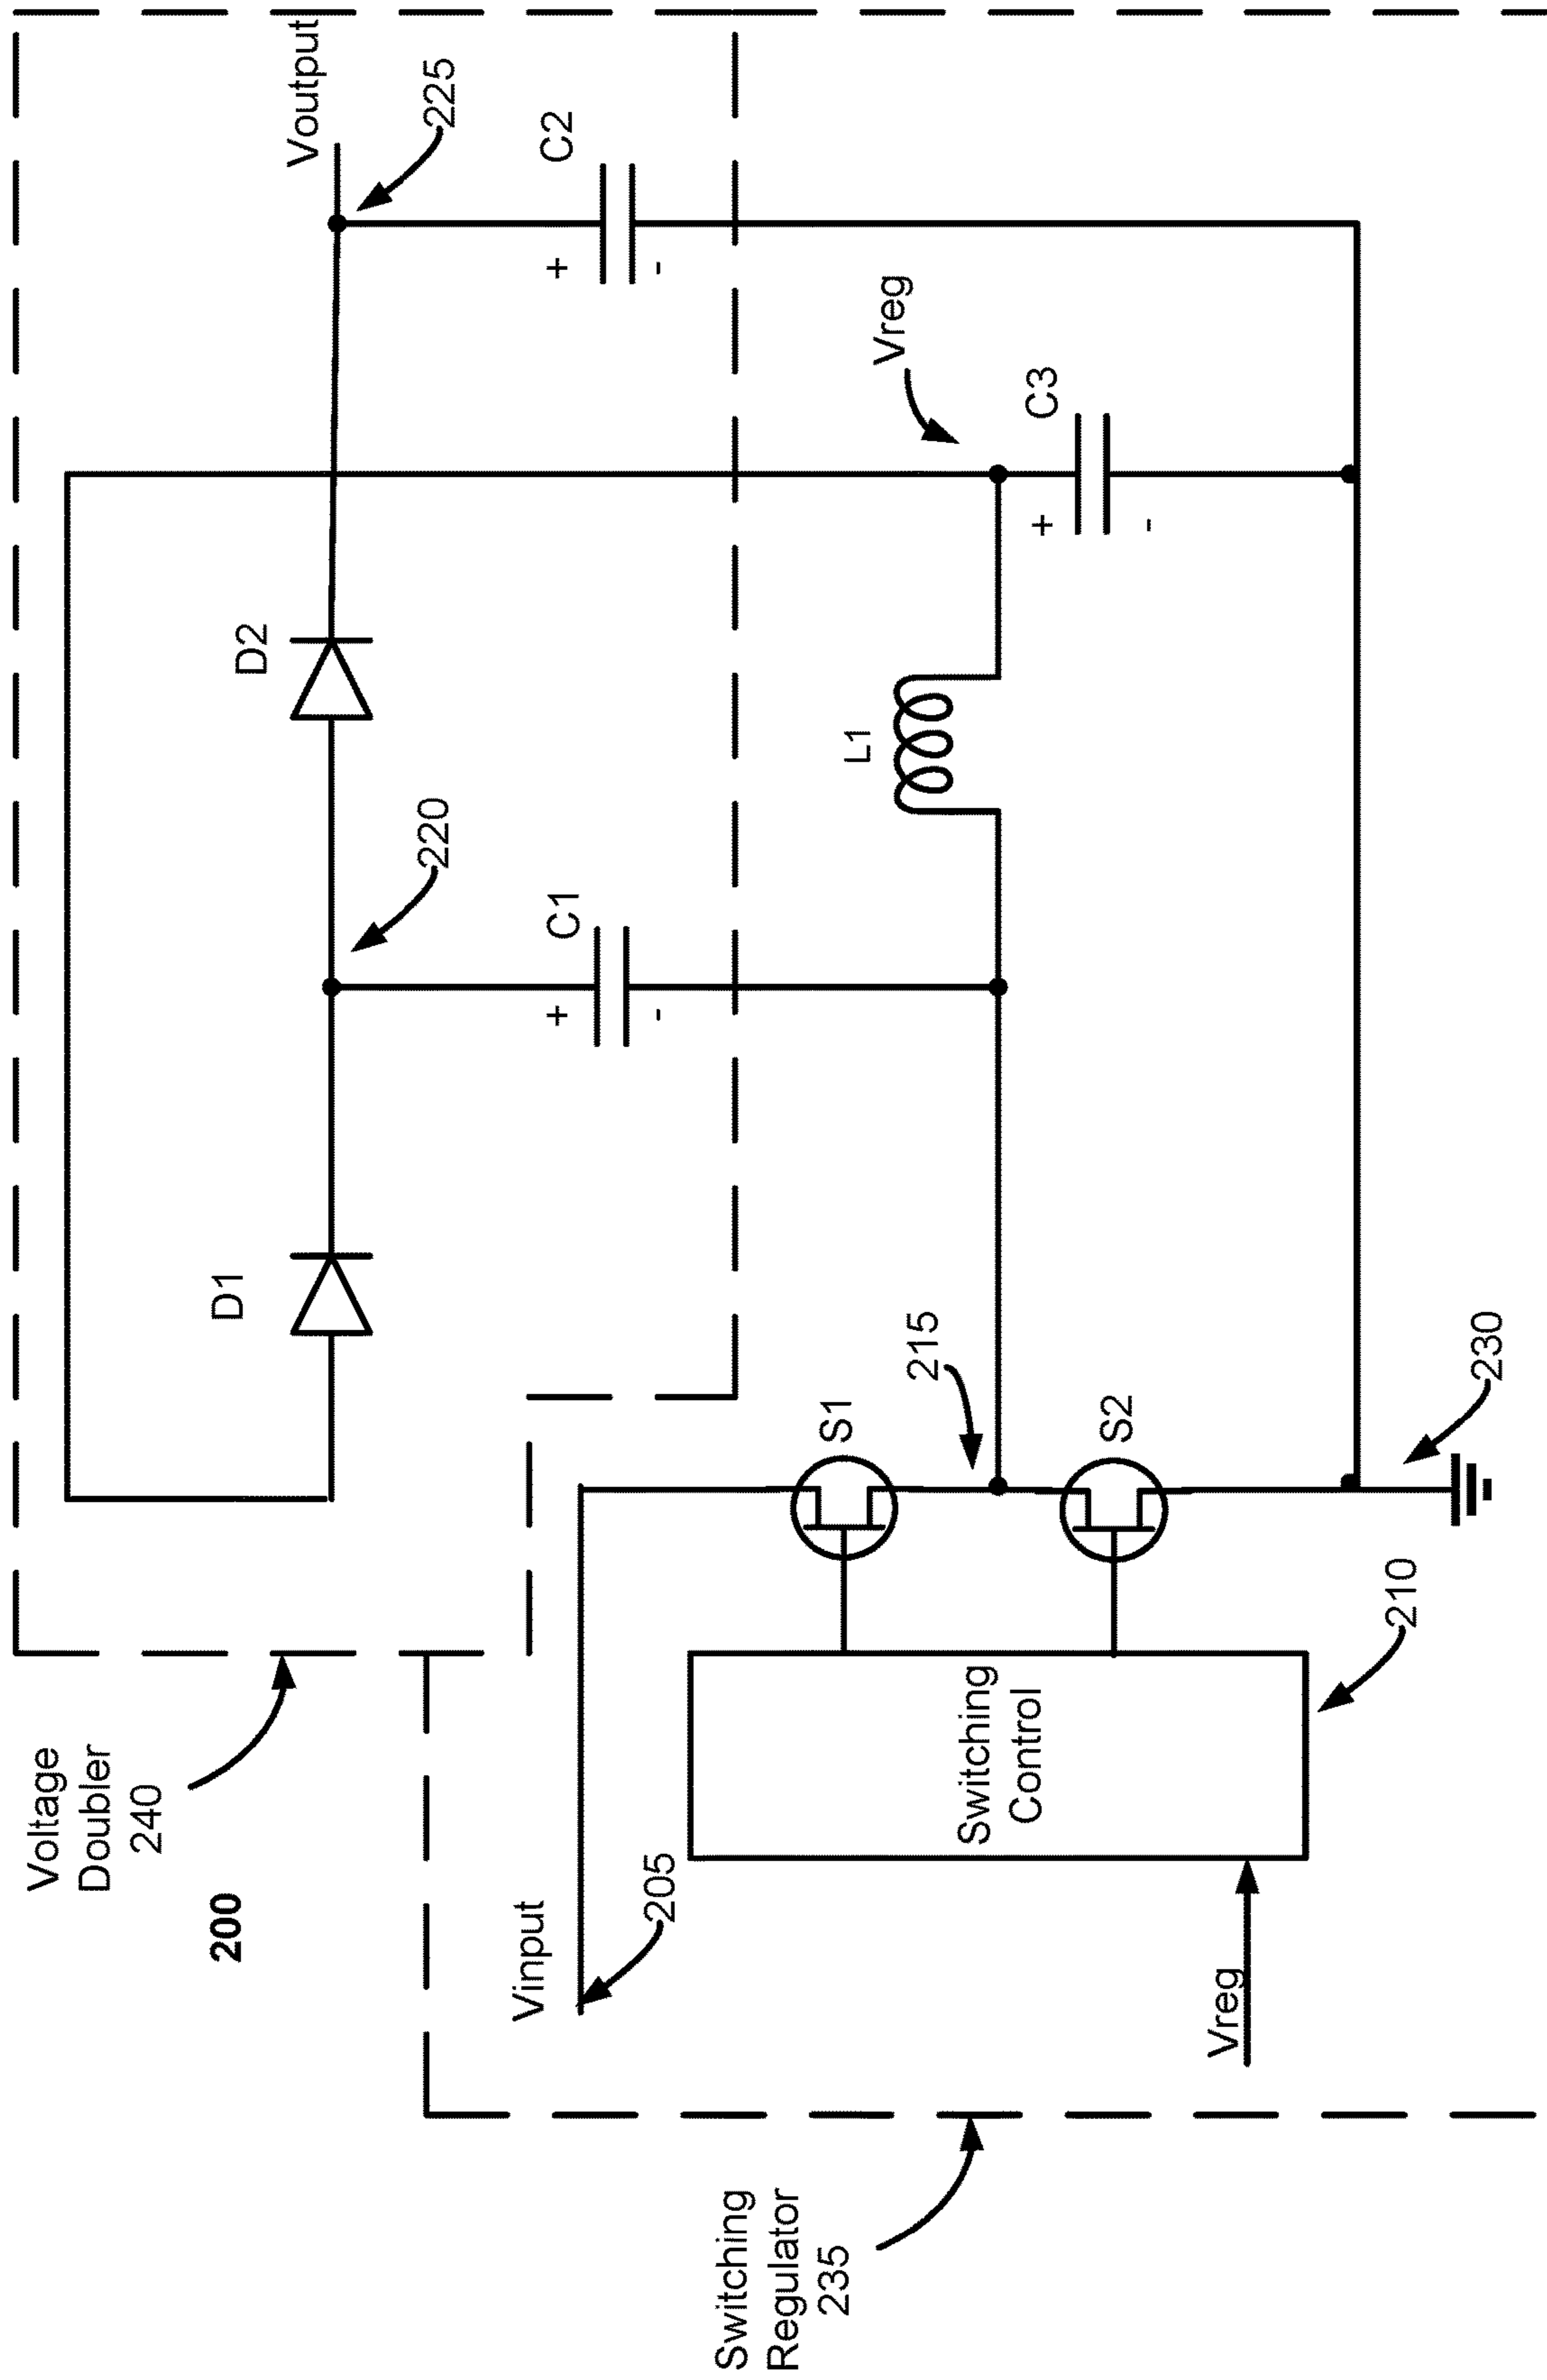 Voltage
Doubler
240
200
Voutput
225
D1
D2
220
C1
+
-
C2
+
-
Vinput
205
S1
215
L1
Vreg
C3
+
-
Switching
Control
S2
Vreg
210
230
Switching
Regulator
235